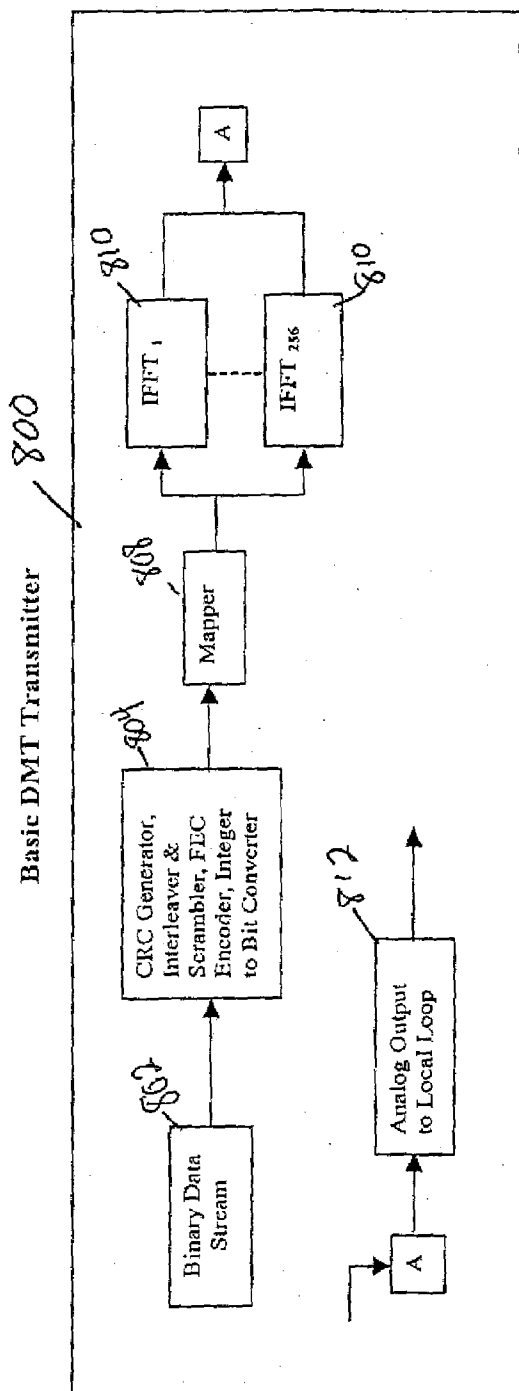 Basic DMT Transmitter
800
802
Binary Data
Stream
804
CRC Generator,
Interleaver &
Scrambler, FEC
Encoder, Integer
to Bit Converter
808
Mapper
810
IFFT 1
IFFT 256
810
A
A
812
Analog Output
to Local Loop